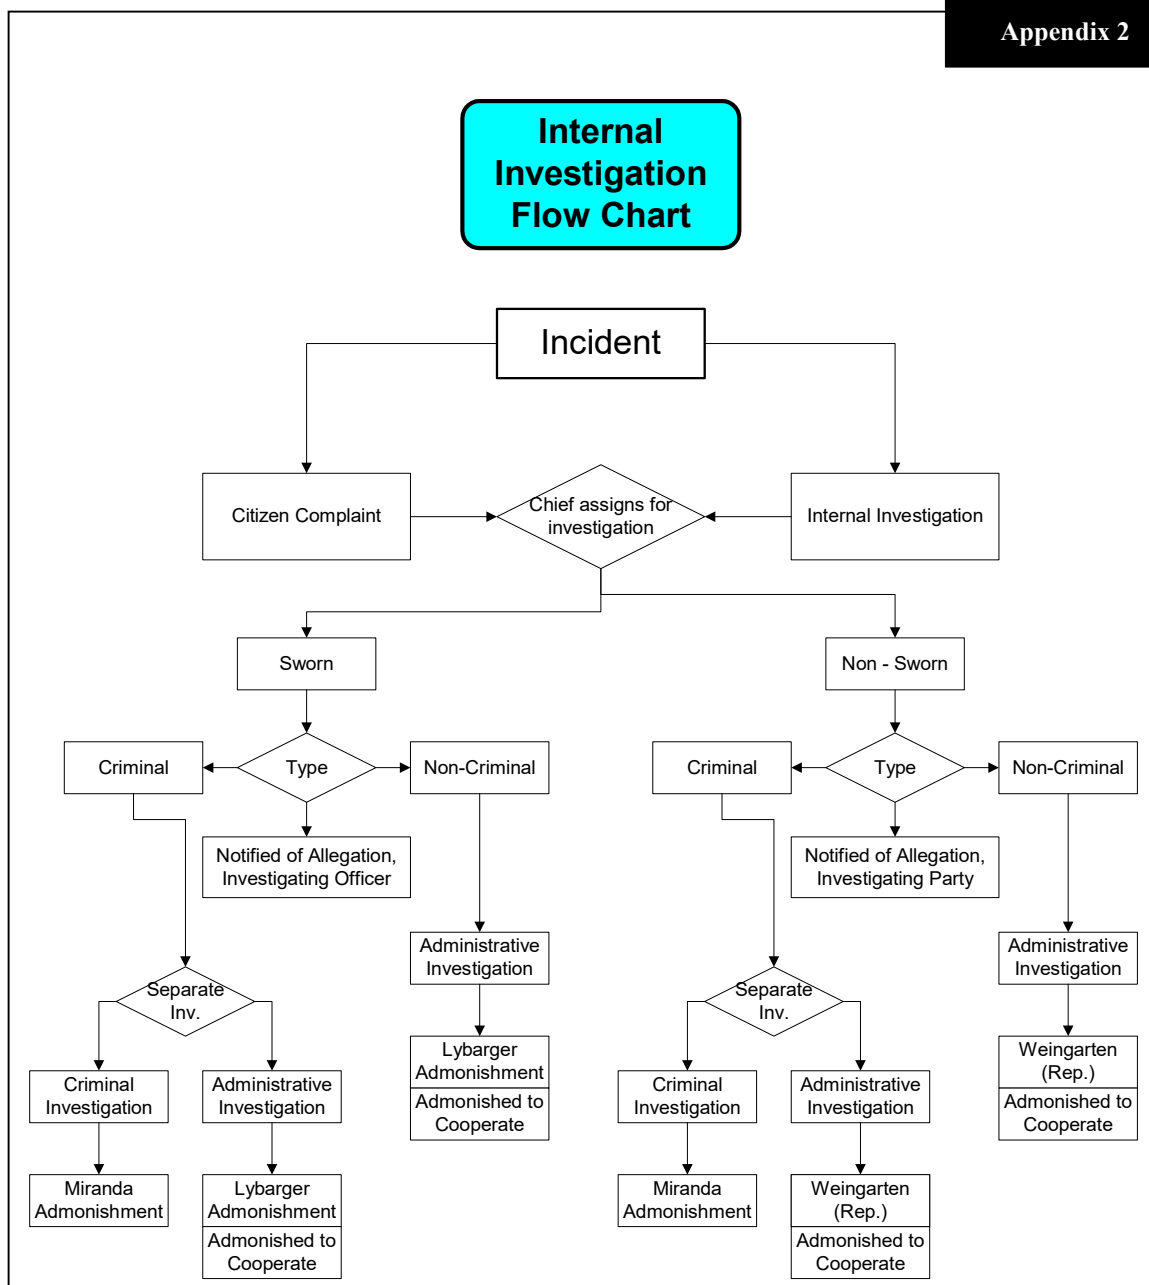 Appendix 2
Internal
Investigation
Flow Chart
Incident
Citizen Complaint
Chief assigns for
investigation
Internal Investigation
Sworn
Non - Sworn
Criminal
Type
Non-Criminal
Criminal
Type
Non-Criminal
Notified of Allegation,
Investigating Officer
Notified of Allegation,
Investigating Party
Administrative
Investigation
Administrative
Investigation
Separate
Inv.
Separate
Inv.
Lybarger
Admonishment
Admonished to
Cooperate
Weingarten
(Rep.)
Admonished to
Cooperate
Criminal
Investigation
Administrative
Investigation
Criminal
Investigation
Administrative
Investigation
Miranda
Admonishment
Lybarger
Admonishment
Admonished to
Cooperate
Miranda
Admonishment
Weingarten
(Rep.)
Admonished to
Cooperate